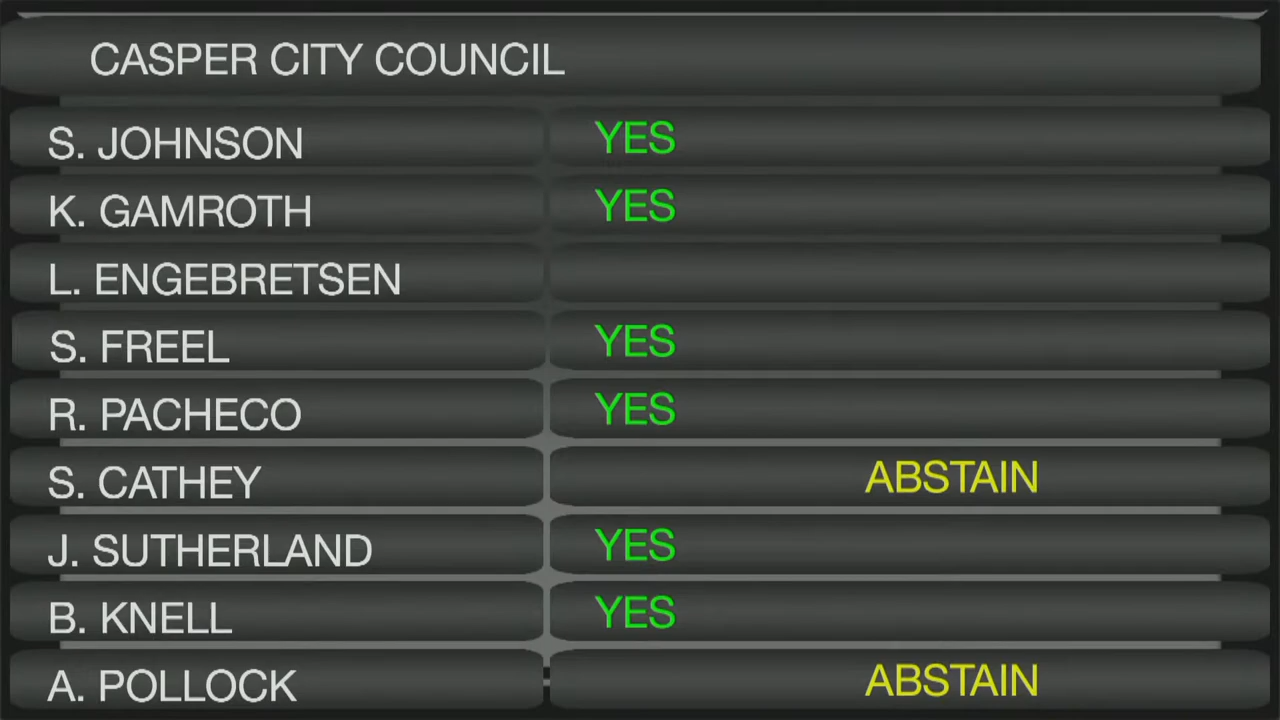 CASPER CITY COUNCIL
S. JOHNSON YES
K. GAMROTH YES
L. ENGEBRETSEN
S. FREEL YES
R. PACHECO YES
S. CATHEY ABSTAIN
J. SUTHERLAND YES
B. KNELL YES
A. POLLOCK ABSTAIN